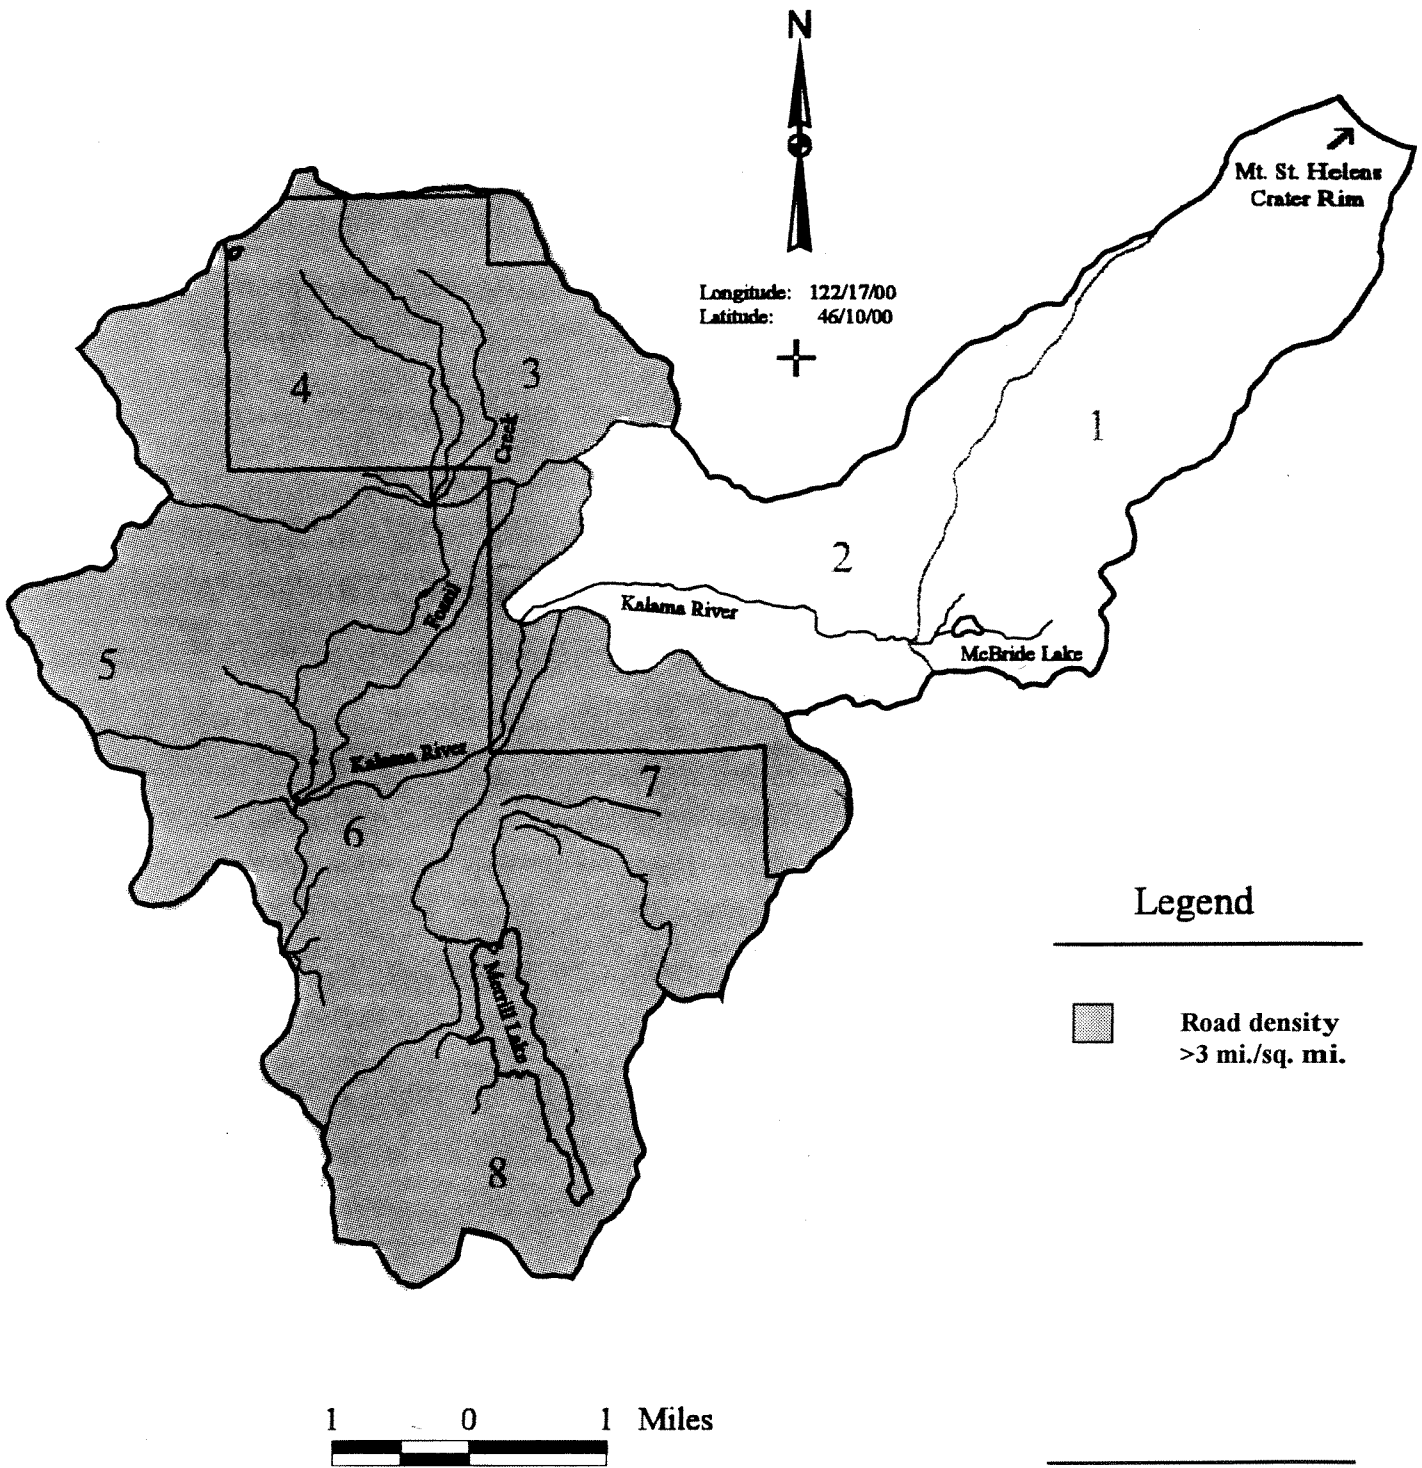 N
Mt. St. Helens
Crater Rim
Longitude: 122/17/00
Latitude: 46/10/00
4
3
1
Creek
2
Kalama River
Fossil
McBride Lake
5
Kalama River
7
6
Legend
Merrill Lake
Road density
>3 mi./sq. mi.
8
1 0 1 Miles